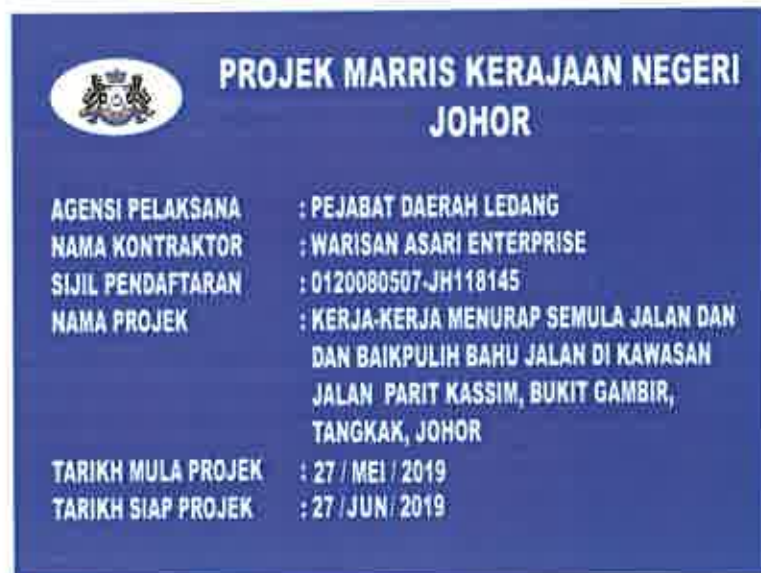 PROJEK MARRIS KERAJAAN NEGERI
JOHOR
AGENSI PELAKSANA : PEJABAT DAERAH LEDANG
NAMA KONTRAKTOR : WARISAN ASARI ENTERPRISE
SIJIL PENDAFTARAN : 0120080507-JH118145
NAMA PROJEK : KERJA-KERJA MENURAP SEMULA JALAN DAN
DAN BAIKPULIH BAHU JALAN DI KAWASAN
JALAN PARIT KASSIM, BUKIT GAMBIR,
TANGKAK, JOHOR
TARIKH MULA PROJEK : 27 / MEI / 2019
TARIKH SIAP PROJEK : 27 / JUN / 2019